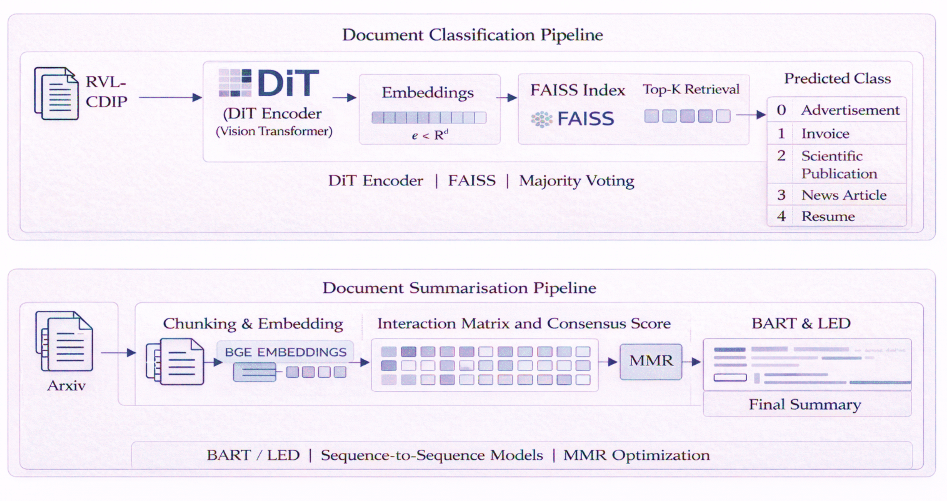 Document Classification Pipeline
RVL-
CDIP
DiT
(DiT Encoder
(Vision Transformer)
Embeddings
e < Rᵈ
FAISS Index
FAISS
Top-K Retrieval
Predicted Class
0 Advertisement
1 Invoice
2 Scientific
Publication
3 News Article
4 Resume
DiT Encoder | FAISS | Majority Voting
Document Summarisation Pipeline
Arxiv
Chunking & Embedding
BGE EMBEDDINGS
Interaction Matrix and Consensus Score
MMR
BART & LED
Final Summary
BART / LED | Sequence-to-Sequence Models | MMR Optimization